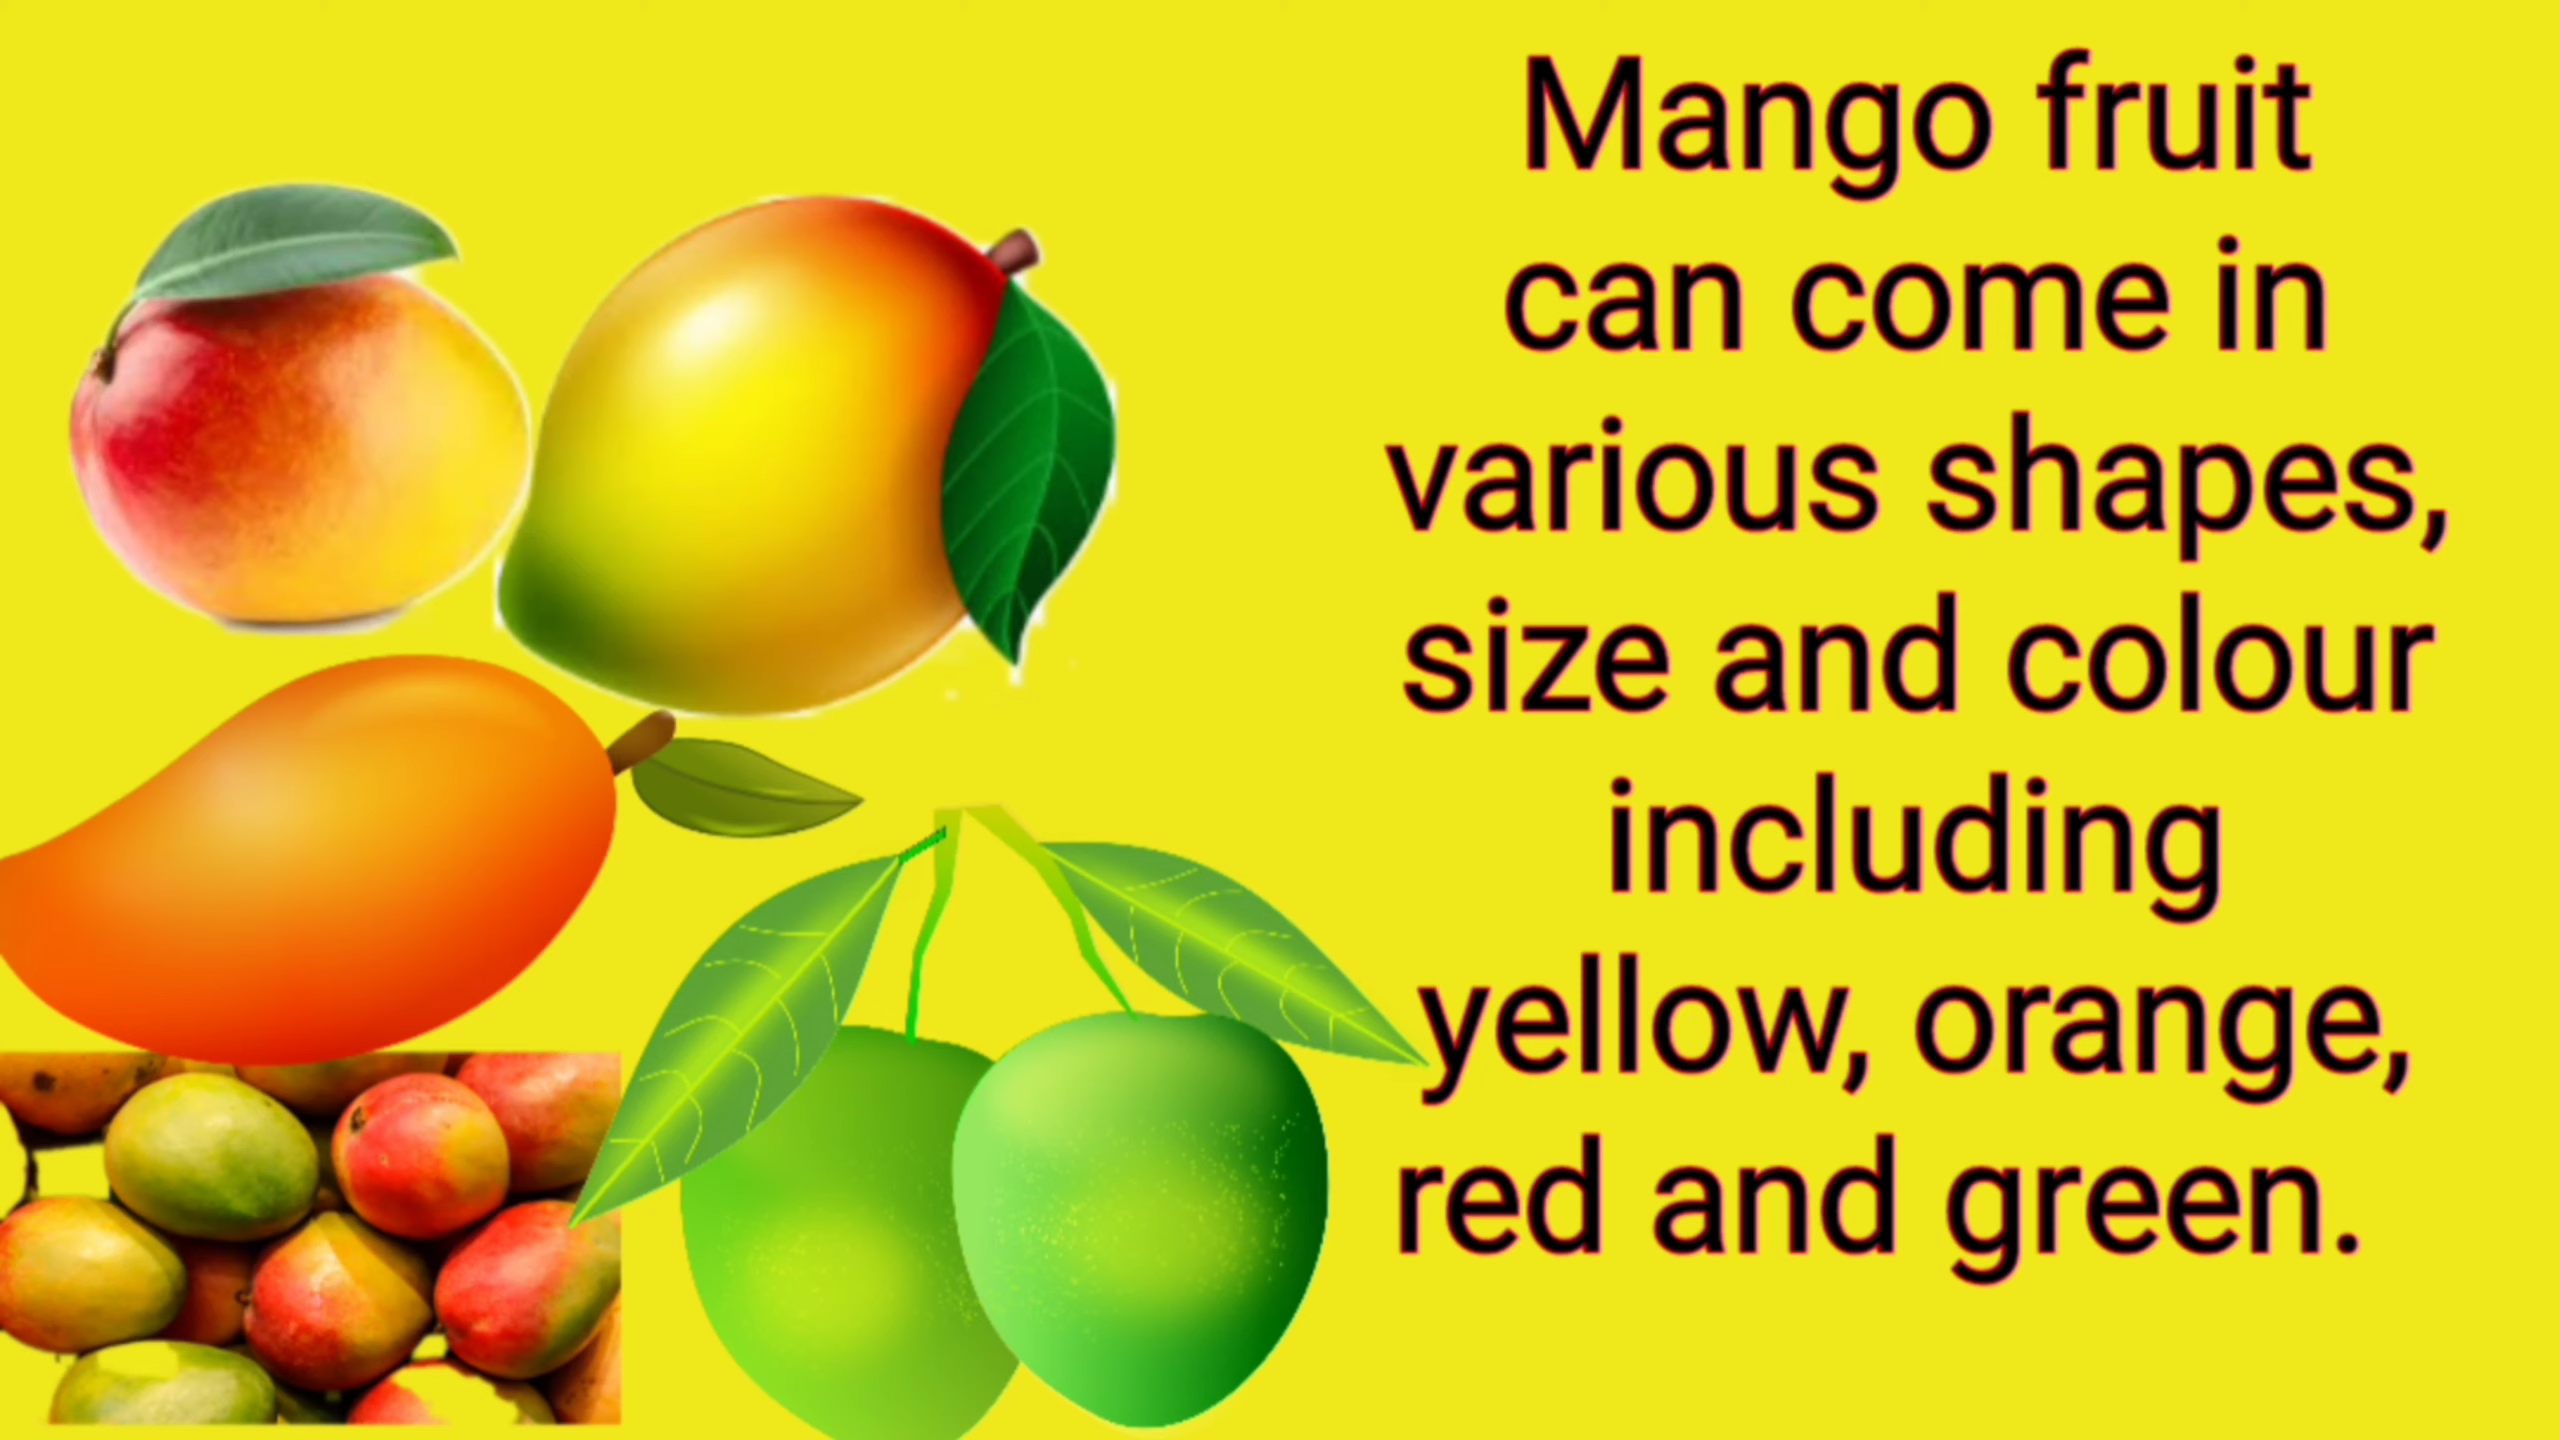 Mango fruit
can come in
various shapes,
size and colour
including
yellow, orange,
red and green.